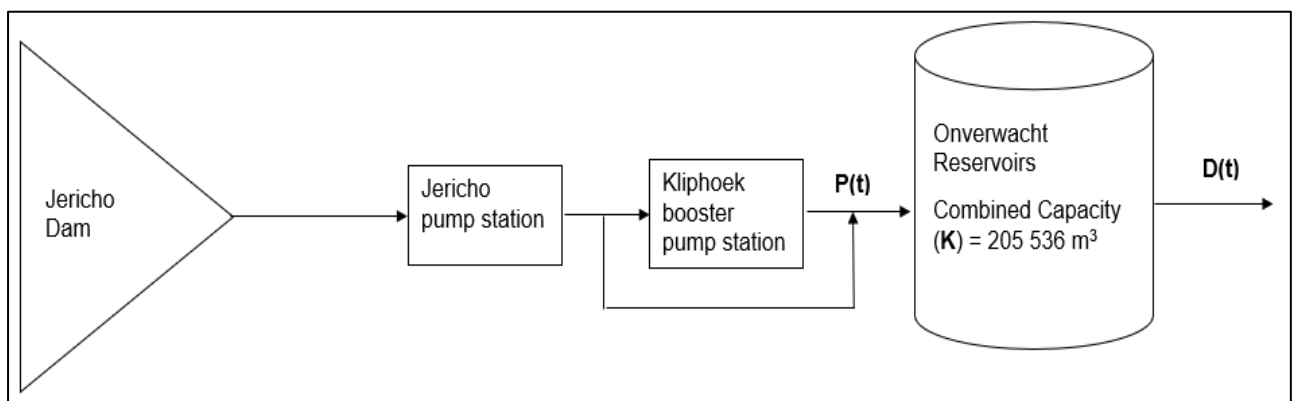 Jericho
Dam
Jericho
pump station
Kliphoek
booster
pump station
P(t)
Onverwacht
Reservoirs
Combined Capacity
(K) = 205 536 m³
D(t)